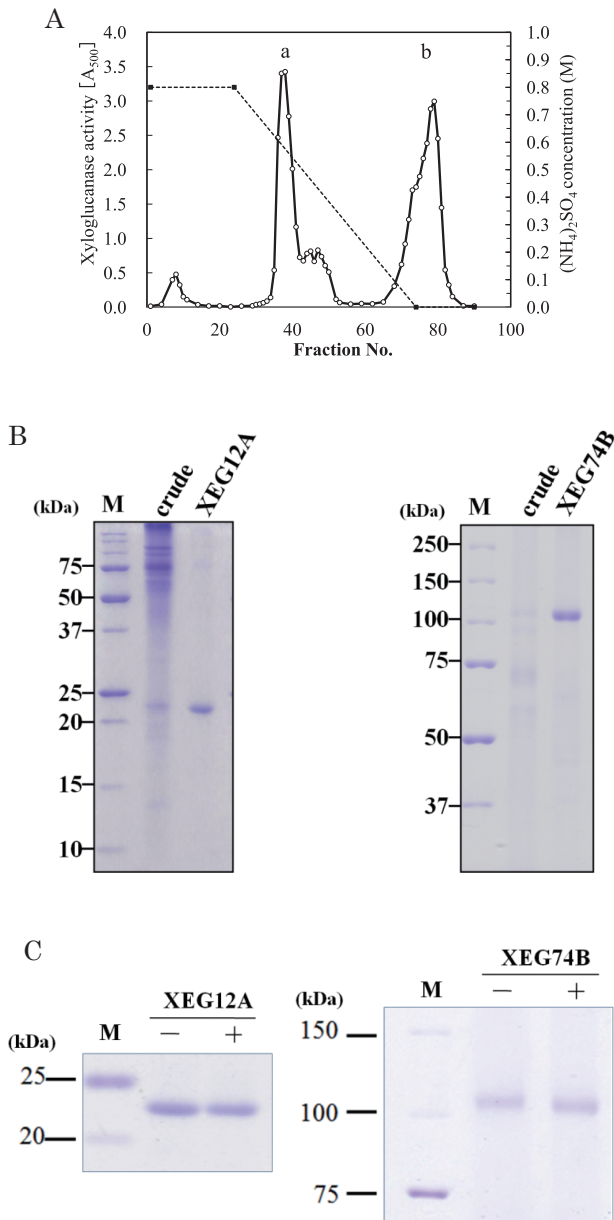 A
Xyloglucanase activity [A500]
4.0
3.5
3.0
2.5
2.0
1.5
1.0
0.5
0.0
a
b
1.0
0.9
0.8
0.7
0.6
0.5
0.4
0.3
0.2
0.1
0.0
(NH4)2SO4 concentration (M)
0 20 40 60 80 100
Fraction No.
B
(kDa) M crude XEG12A
75
50
37
25
20
15
10
(kDa) M crude XEG74B
250
150
100
75
50
37
C
XEG12A
(kDa) M − +
25
20
XEG74B
(kDa) M − +
150
100
75